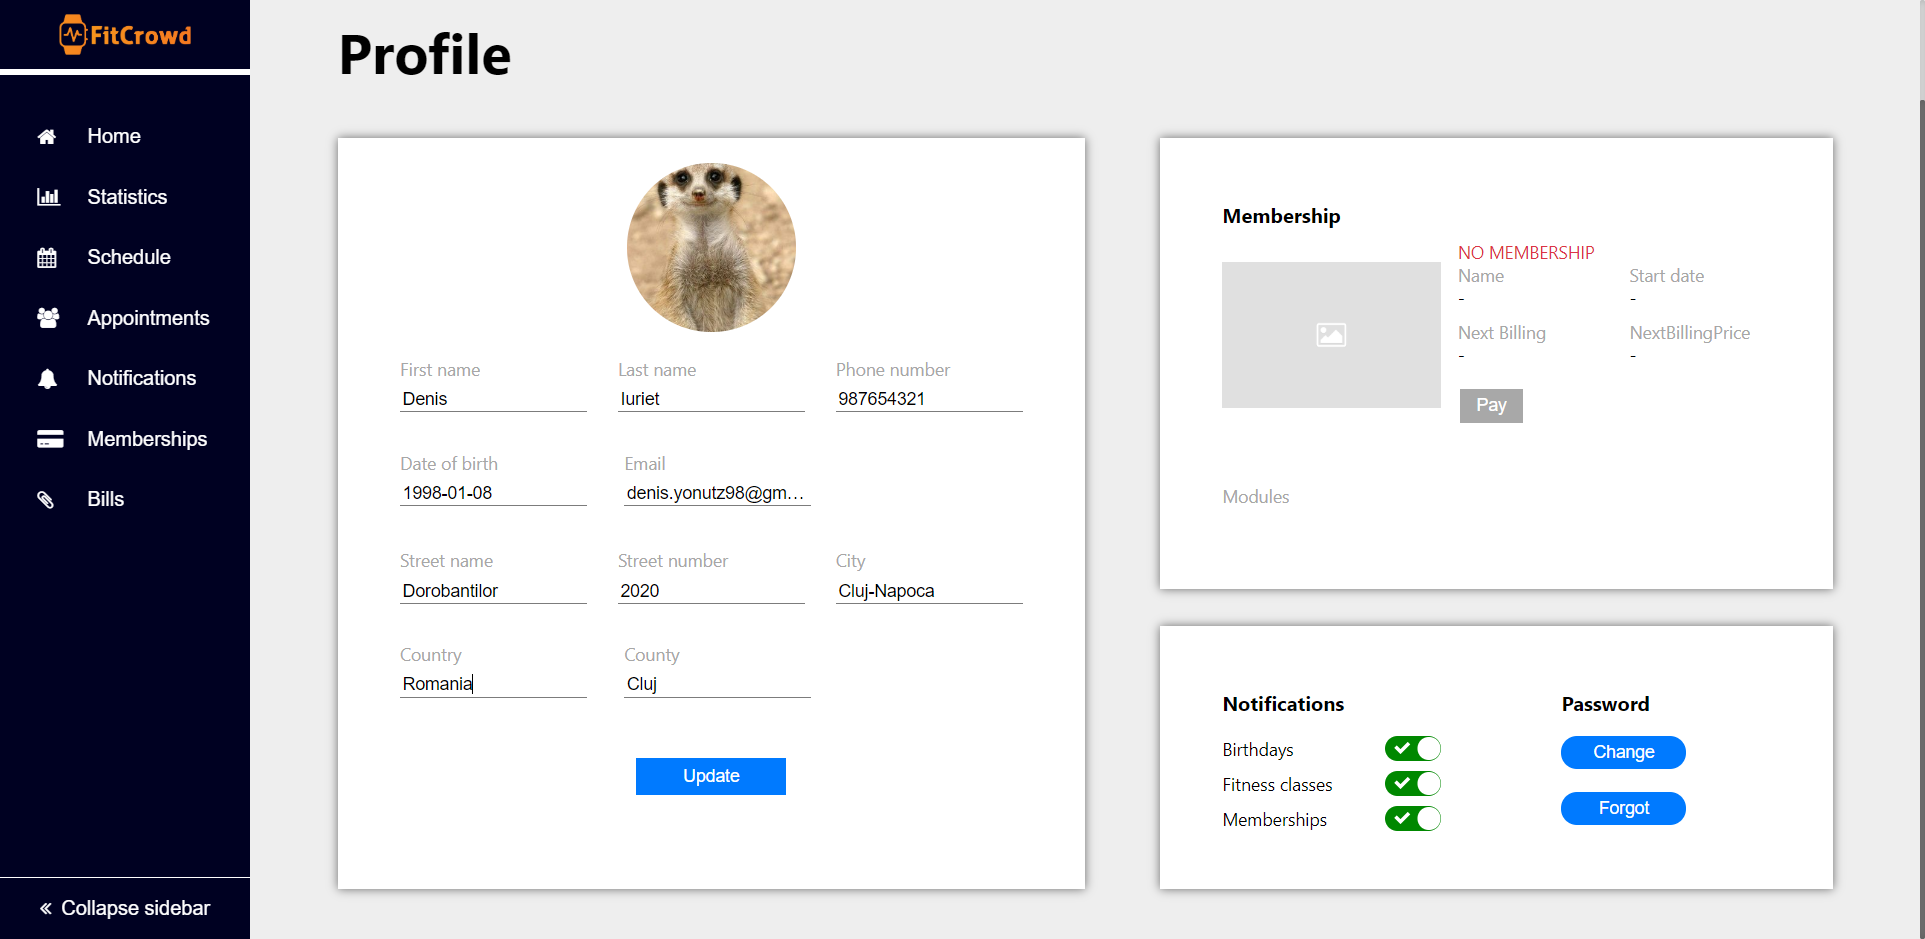 FitCrowd
Home
Statistics
Schedule
Appointments
Notifications
Memberships
Bills
Collapse sidebar
Profile
First name Last name Phone number
Denis Iuriet 987654321
Date of birth Email
1998-01-08 denis.yonutz98@gm...
Street name Street number City
Dorobantilor 2020 Cluj-Napoca
Country County
Romania Cluj
Update
Membership
NO MEMBERSHIP
Name Start date
- -
Next Billing NextBillingPrice
- -
Pay
Modules
Notifications
Birthdays
Fitness classes
Memberships
Password
Change
Forgot